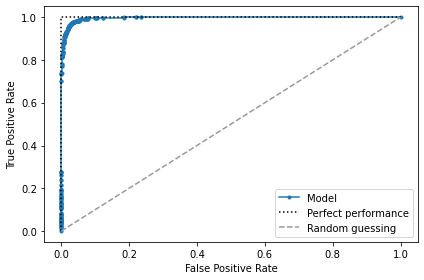 1.0
0.8
0.6
0.4
0.2
0.0
True Positive Rate
0.0 0.2 0.4 0.6 0.8 1.0
False Positive Rate
Model
Perfect performance
Random guessing